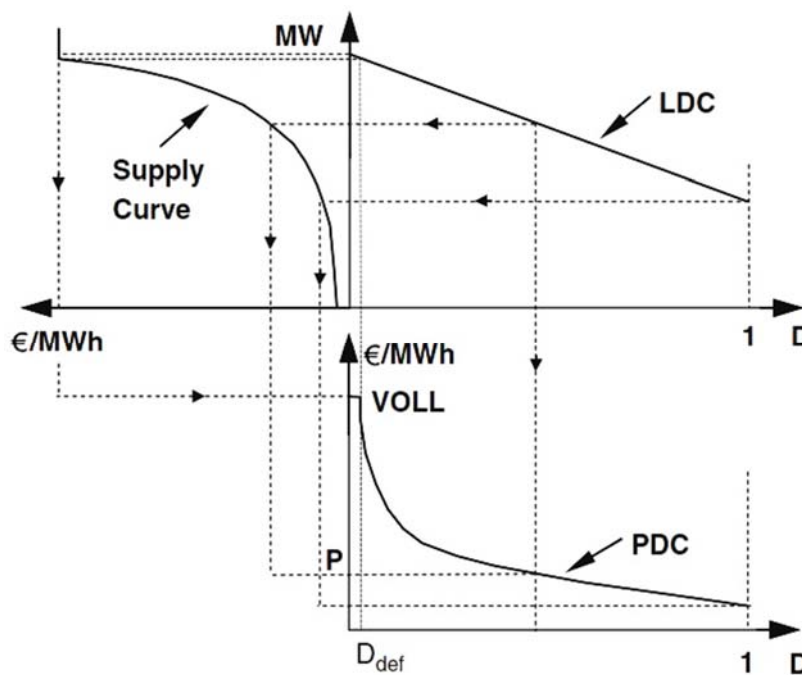 MW
LDC
Supply
Curve
€/MWh
1 D
€/MWh
VOLL
P
PDC
D_def
1 D